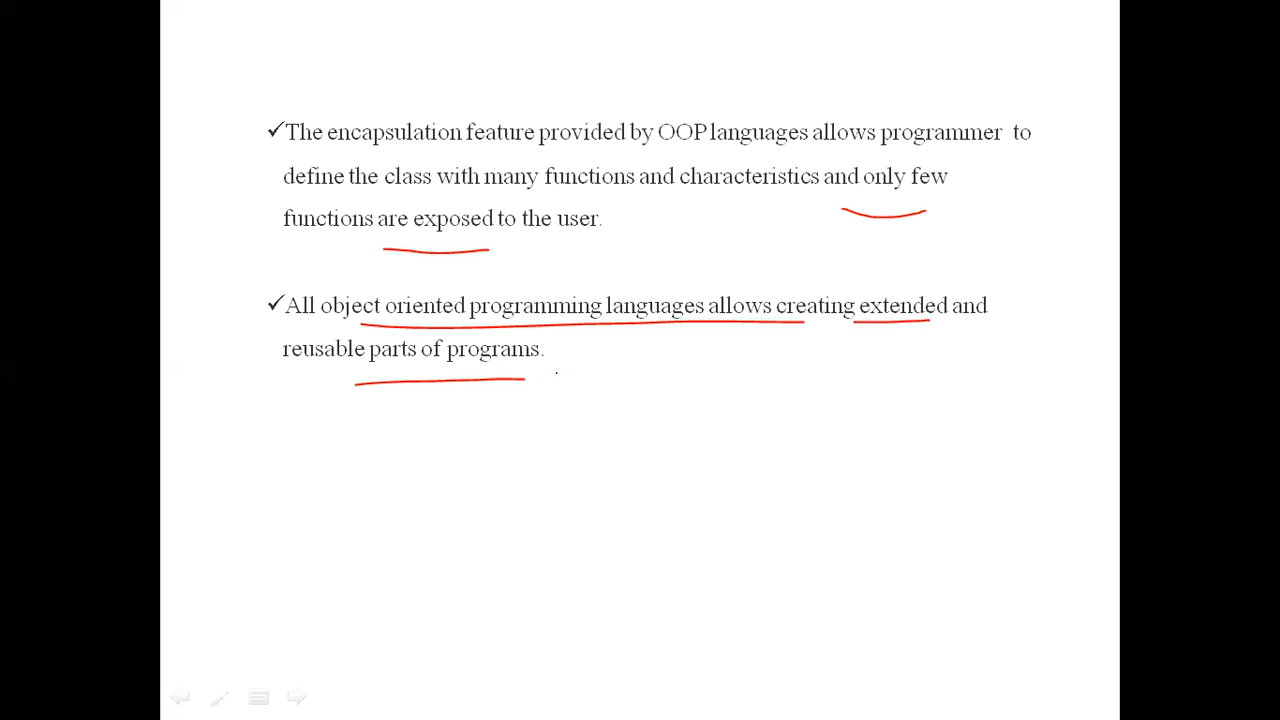 ✓The encapsulation feature provided by OOP languages allows programmer to
define the class with many functions and characteristics and only few
functions are exposed to the user.
✓All object oriented programming languages allows creating extended and
reusable parts of programs.